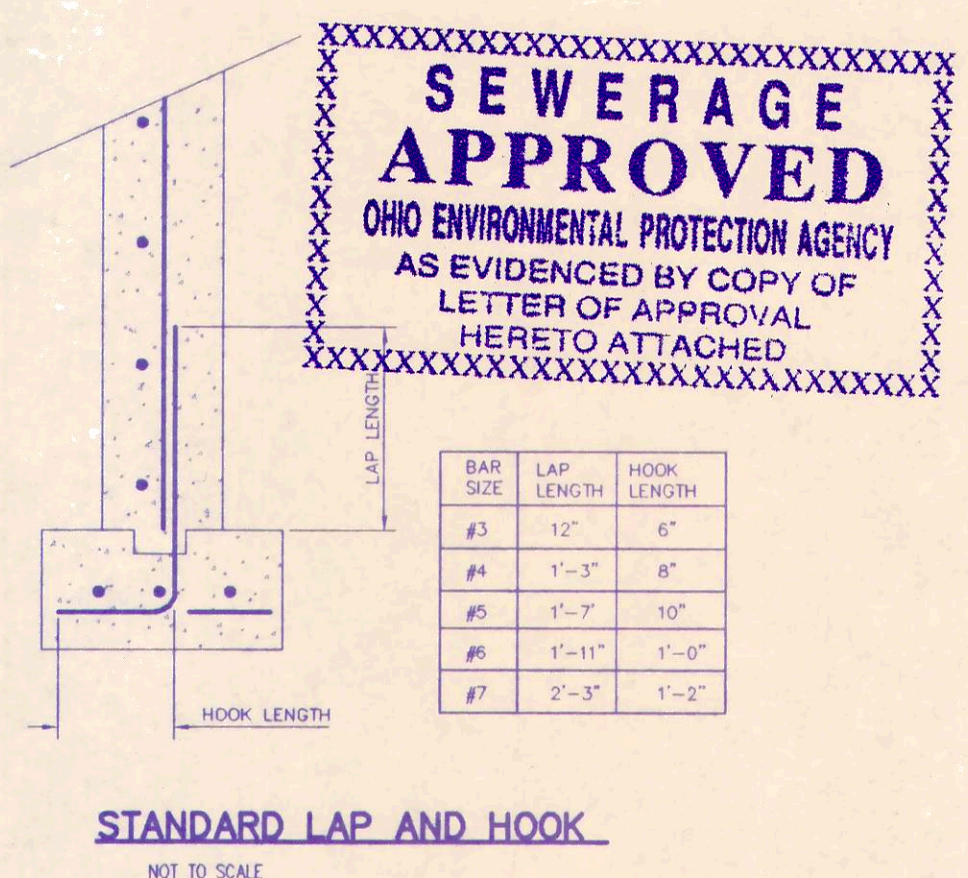 XXXXXXXXXXXXXXXXXXXXXXXXXXXXX
SEWERAGE
APPROVED
OHIO ENVIRONMENTAL PROTECTION AGENCY
AS EVIDENCED BY COPY OF
LETTER OF APPROVAL
HERETO ATTACHED
XXXXXXXXXXXXXXXXXXXXXXXXXXXXX
LAP LENGTH
BAR SIZE LAP LENGTH HOOK LENGTH
#3 12" 6"
#4 1'-3" 8"
#5 1'-7' 10"
#6 1'-11" 1'-0"
#7 2'-3" 1'-2"
HOOK LENGTH
STANDARD LAP AND HOOK
NOT TO SCALE